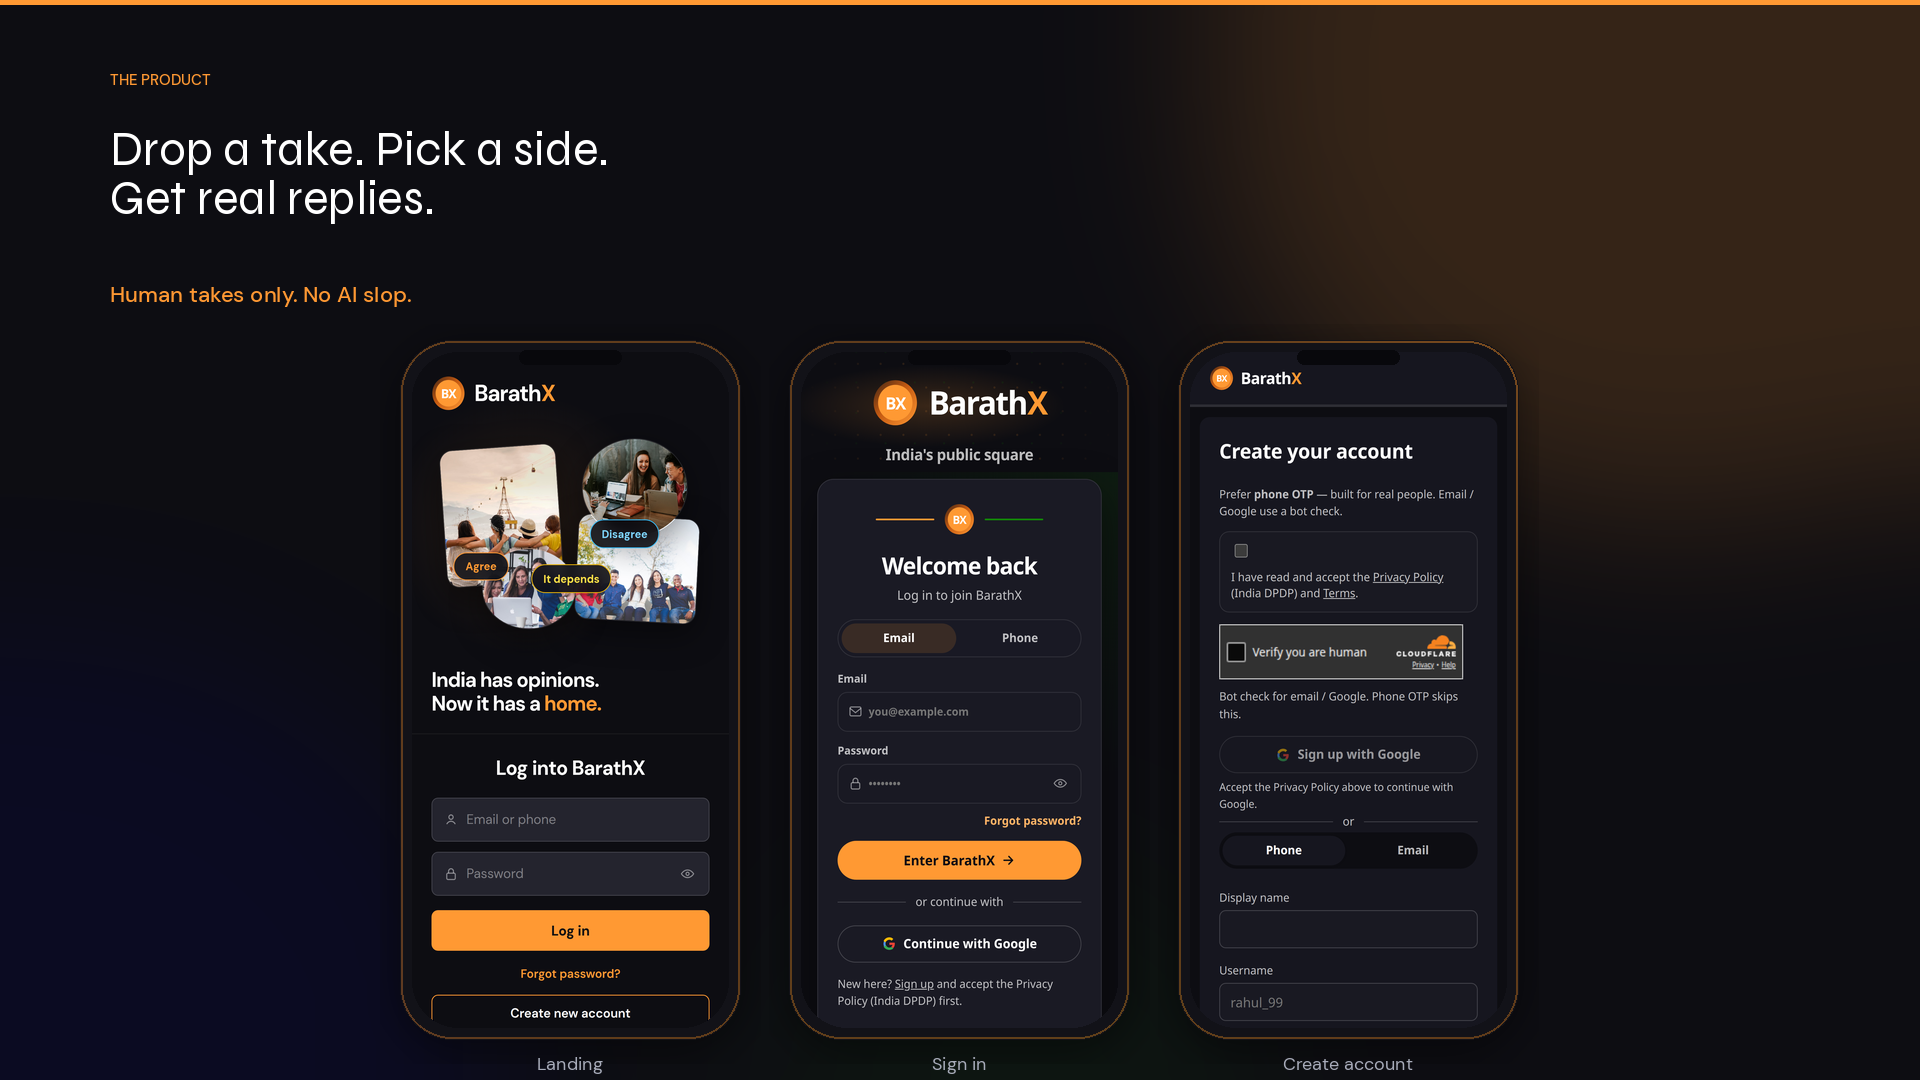 THE PRODUCT
Drop a take. Pick a side.
Get real replies.
Human takes only. No AI slop.
BX BarathX
Agree
Disagree
It depends
India has opinions.
Now it has a home.
Log into BarathX
Email or phone
Password
Log in
Forgot password?
Create new account
Landing
BX BarathX
India's public square
BX
Welcome back
Log in to join BarathX
Email Phone
Email
you@example.com
Password
••••••••
Forgot password?
Enter BarathX →
or continue with
G Continue with Google
New here? Sign up and accept the Privacy
Policy (India DPDP) first.
Sign in
BX BarathX
Create your account
Prefer phone OTP — built for real people. Email /
Google use a bot check.
I have read and accept the Privacy Policy
(India DPDP) and Terms.
Verify you are human
CLOUDFLARE
Privacy • Help
Bot check for email / Google. Phone OTP skips
this.
G Sign up with Google
Accept the Privacy Policy above to continue with
Google.
or
Phone Email
Display name
Username
rahul_99
Create account